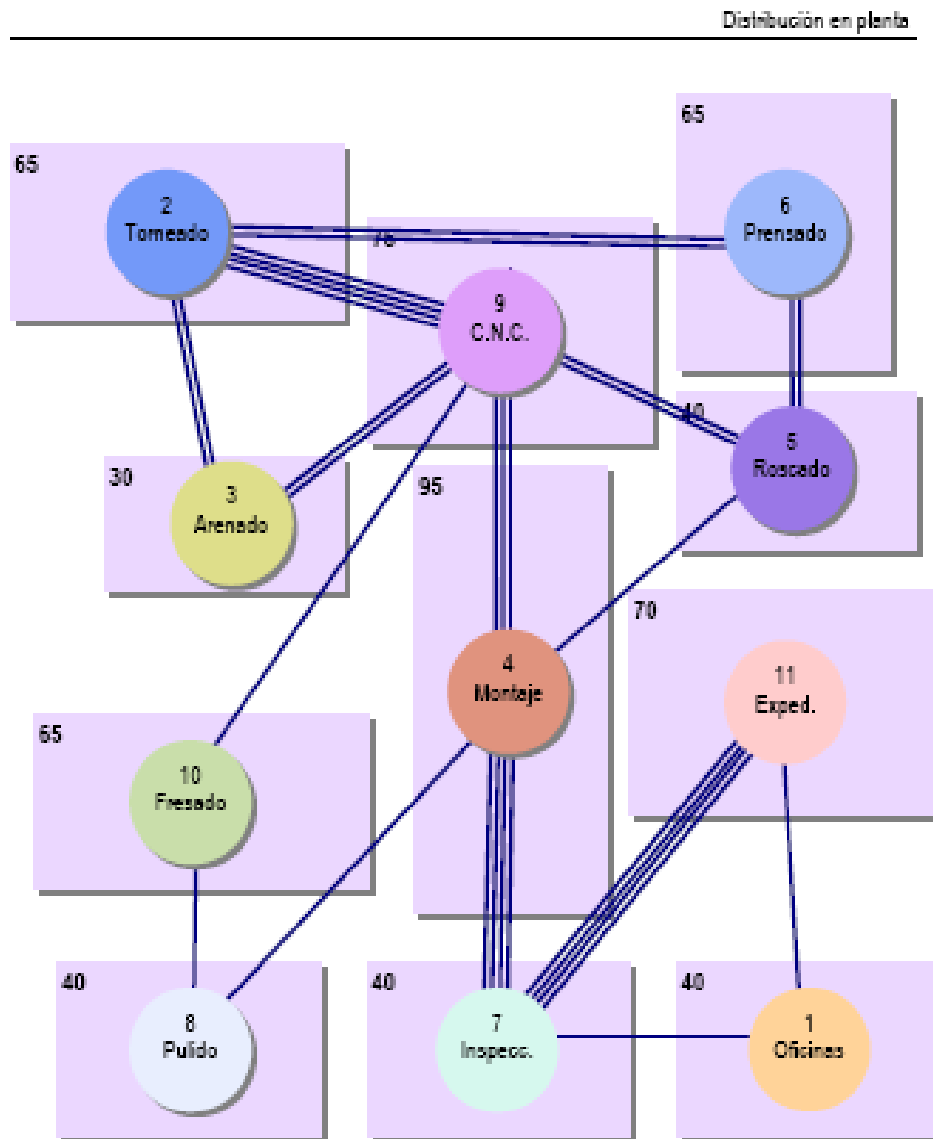 Distribución en planta
65
65
2
Torneado
6
Prensado
75
9
C.N.C.
40
5
Roscado
30
3
Arenado
95
70
4
Montaje
11
Exped.
65
10
Fresado
40
8
Pulido
40
7
Inspecc.
40
1
Oficinas